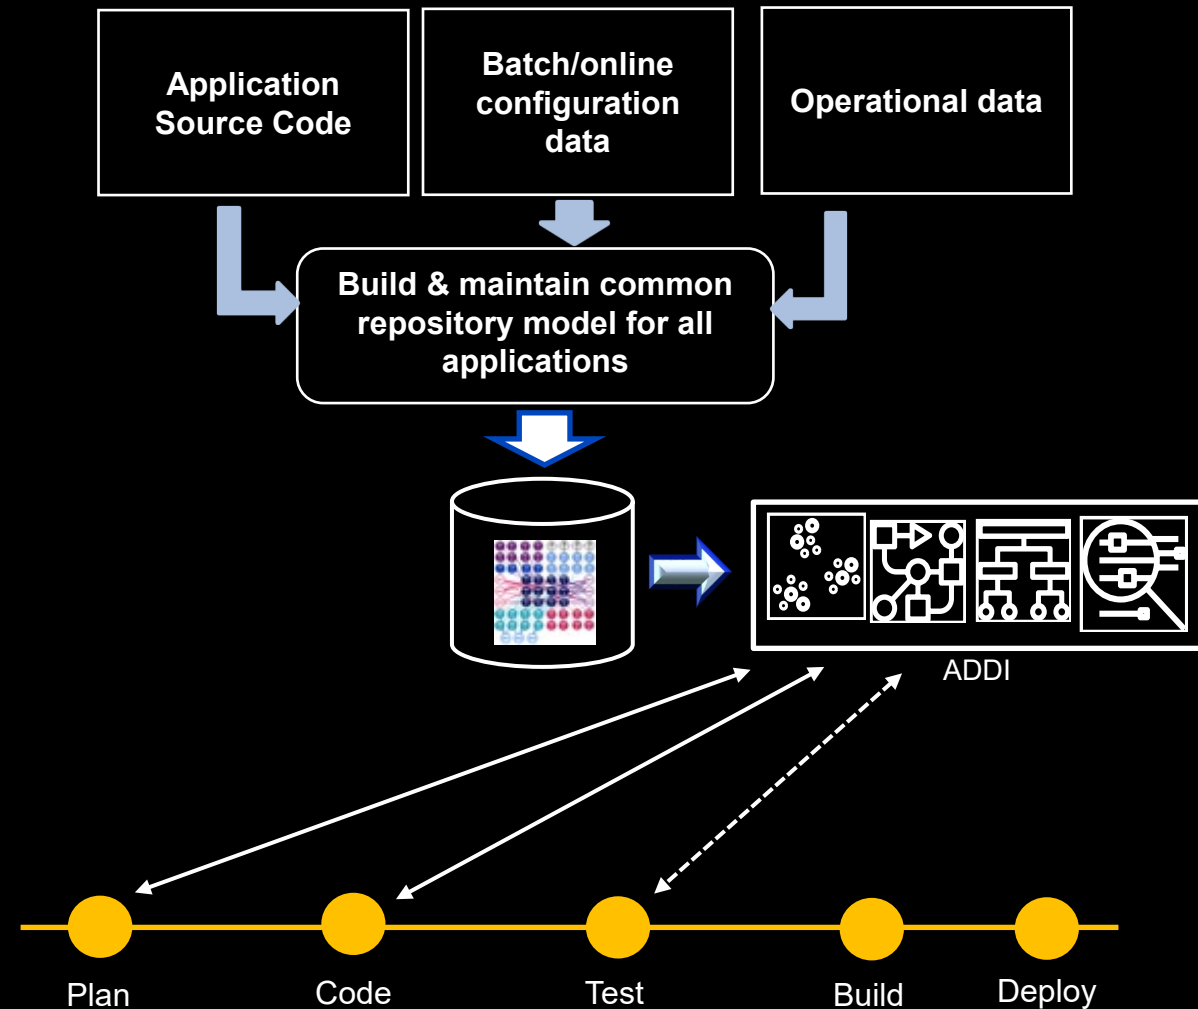 Application
Source Code
Batch/online
configuration
data
Operational data
Build & maintain common
repository model for all
applications
ADDI
Plan
Code
Test
Build
Deploy